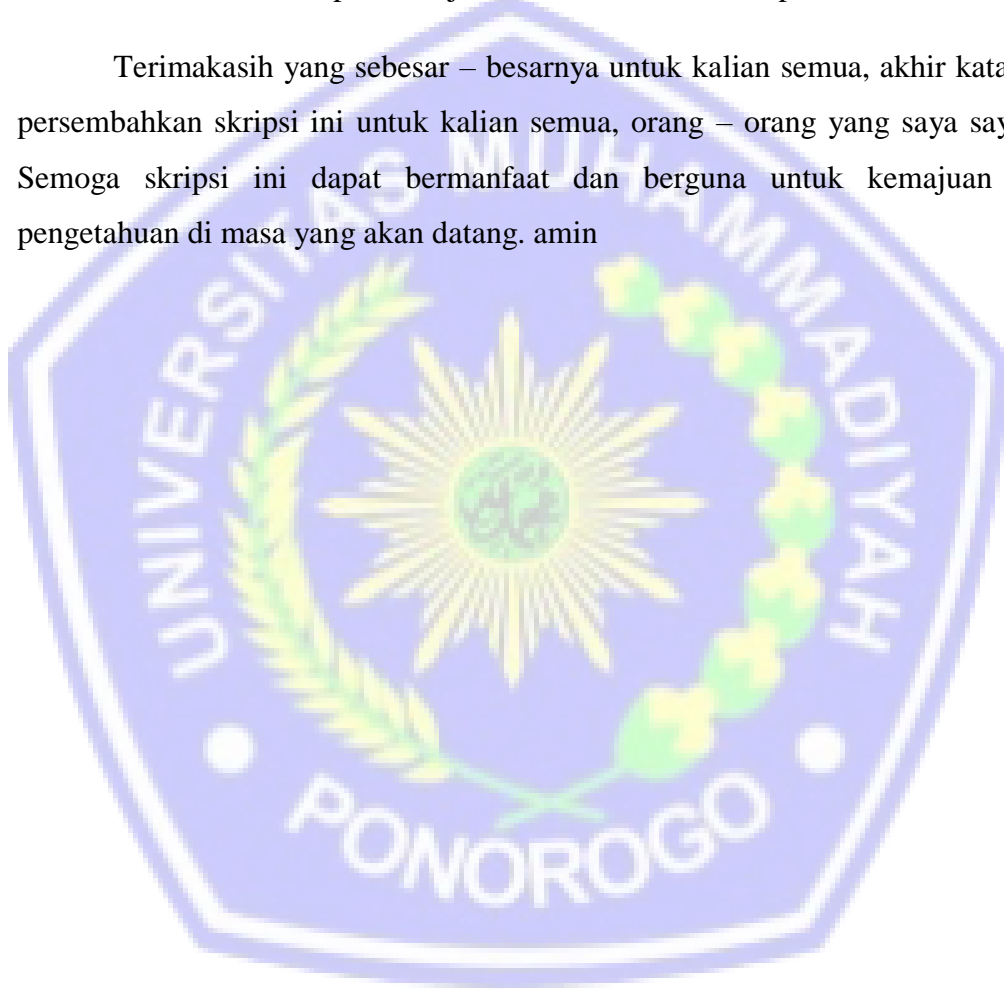 Terimakasih yang sebesar – besarnya untuk kalian semua, akhir kata
persembahkan skripsi ini untuk kalian semua, orang – orang yang saya
Semoga skripsi ini dapat bermanfaat dan berguna untuk kemajuan
pengetahuan di masa yang akan datang. amin
UNIVERSITAS MUHAMMADIYAH
PONOROGO